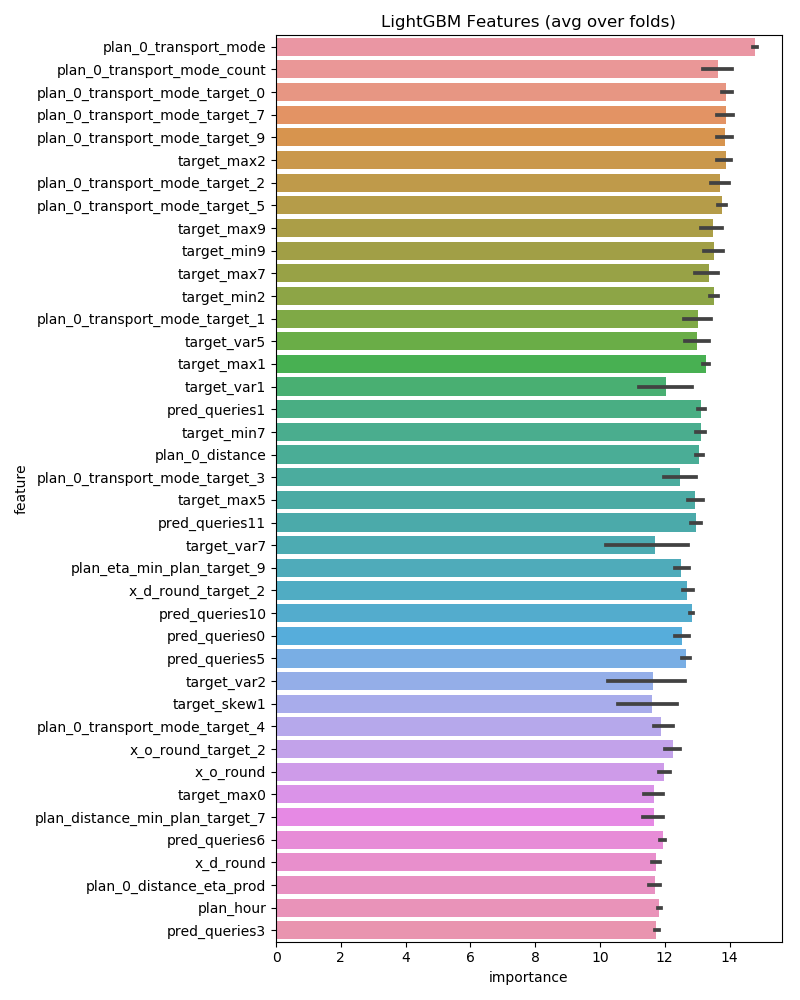 LightGBM Features (avg over folds)
plan_0_transport_mode
plan_0_transport_mode_count
plan_0_transport_mode_target_0
plan_0_transport_mode_target_7
plan_0_transport_mode_target_9
target_max2
plan_0_transport_mode_target_2
plan_0_transport_mode_target_5
target_max9
target_min9
target_max7
target_min2
plan_0_transport_mode_target_1
target_var5
target_max1
target_var1
pred_queries1
target_min7
plan_0_distance
plan_0_transport_mode_target_3
target_max5
pred_queries11
target_var7
plan_eta_min_plan_target_9
x_d_round_target_2
pred_queries10
pred_queries0
pred_queries5
target_var2
target_skew1
plan_0_transport_mode_target_4
x_o_round_target_2
x_o_round
target_max0
plan_distance_min_plan_target_7
pred_queries6
x_d_round
plan_0_distance_eta_prod
plan_hour
pred_queries3
feature
0 2 4 6 8 10 12 14
importance